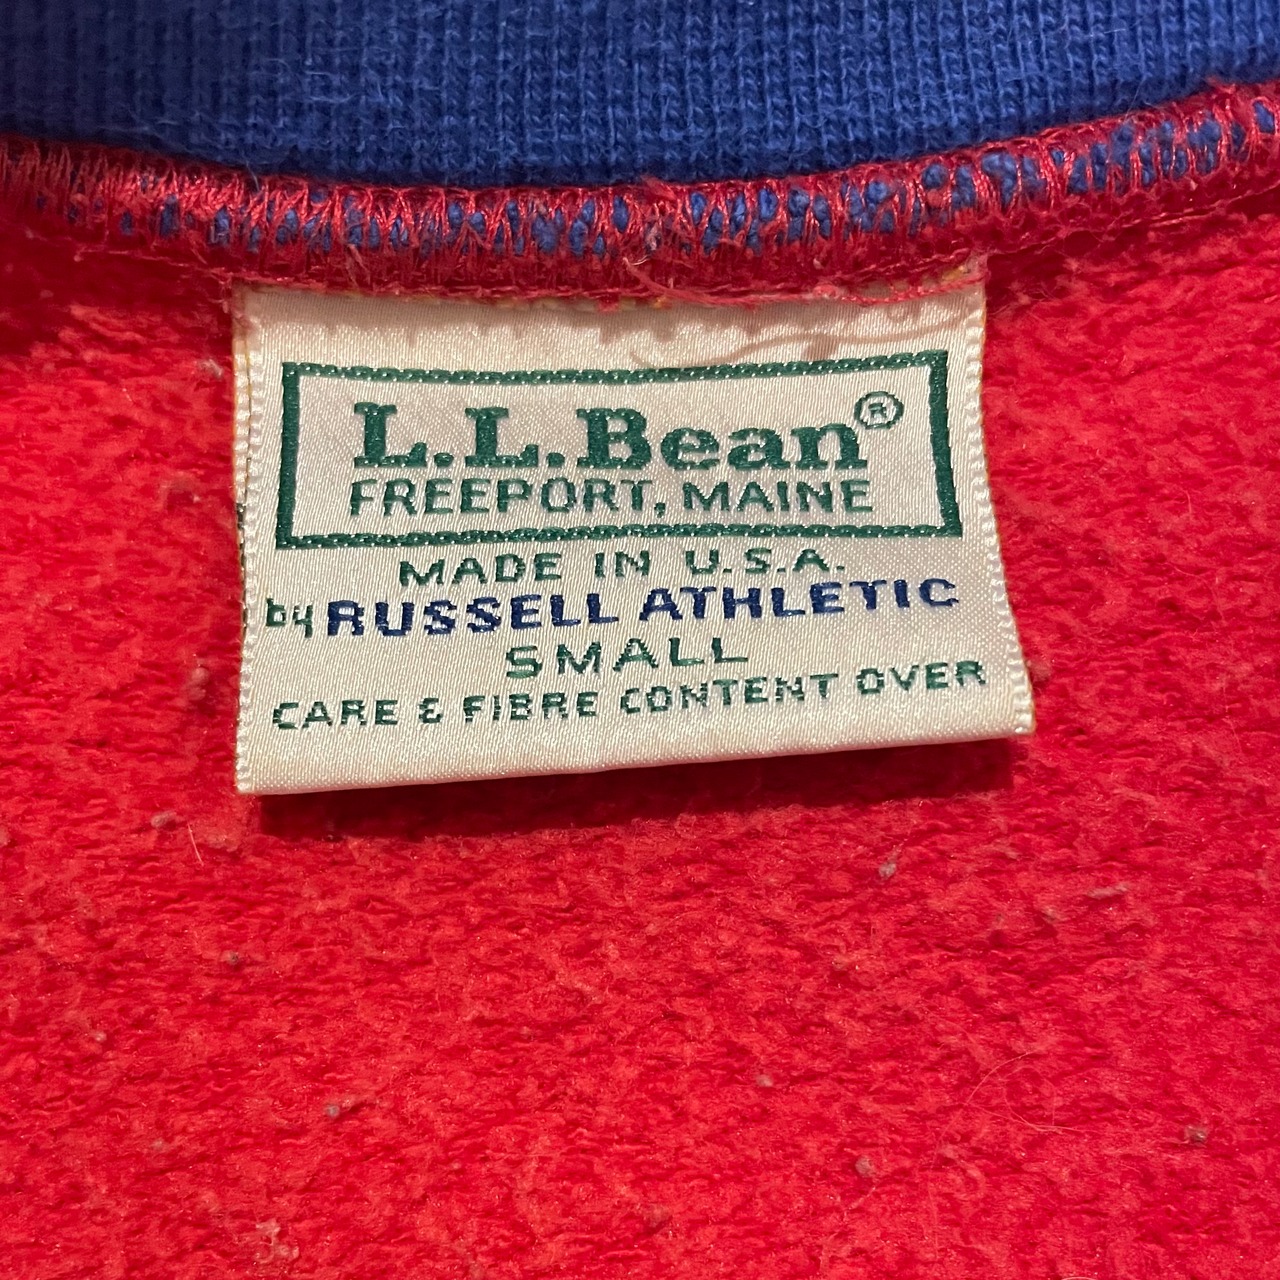 L.L.Bean®
FREEPORT, MAINE
MADE IN U.S.A.
by RUSSELL ATHLETIC
SMALL
CARE & FIBRE CONTENT OVER